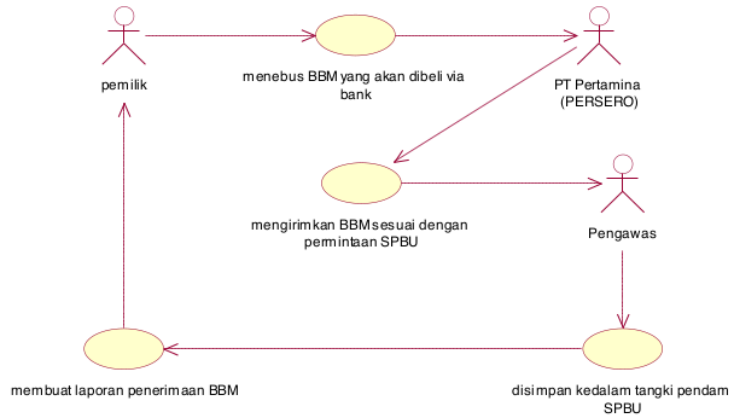 pemilik
menebus BBM yang akan dibeli via
bank
PT Pertamina
(PERSERO)
mengirimkan BBM sesuai dengan
permintaan SPBU
Pengawas
membuat laporan penerimaan BBM
disimpan kedalam tangki pendam
SPBU